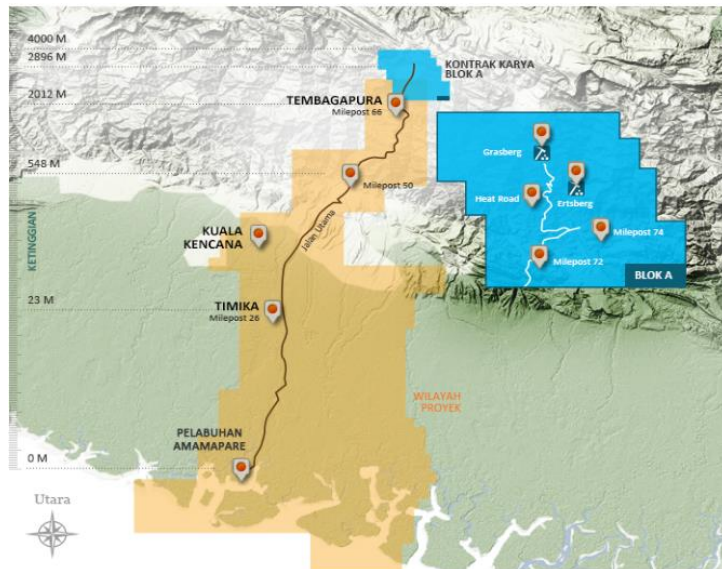 4000 M
2896 M
2012 M
548 M
23 M
0 M
KETINGGIAN
KONTRAK KARYA
BLOK A
TEMBAGAPURA
Milepost 66
Milepost 50
KUALA
KENCANA
Jalan Utama
TIMIKA
Milepost 26
WILAYAH
PROYEK
PELABUHAN
AMAMAPARE
Utara
Grasberg
Ertsberg
Heat Road
Milepost 74
Milepost 72
BLOK A